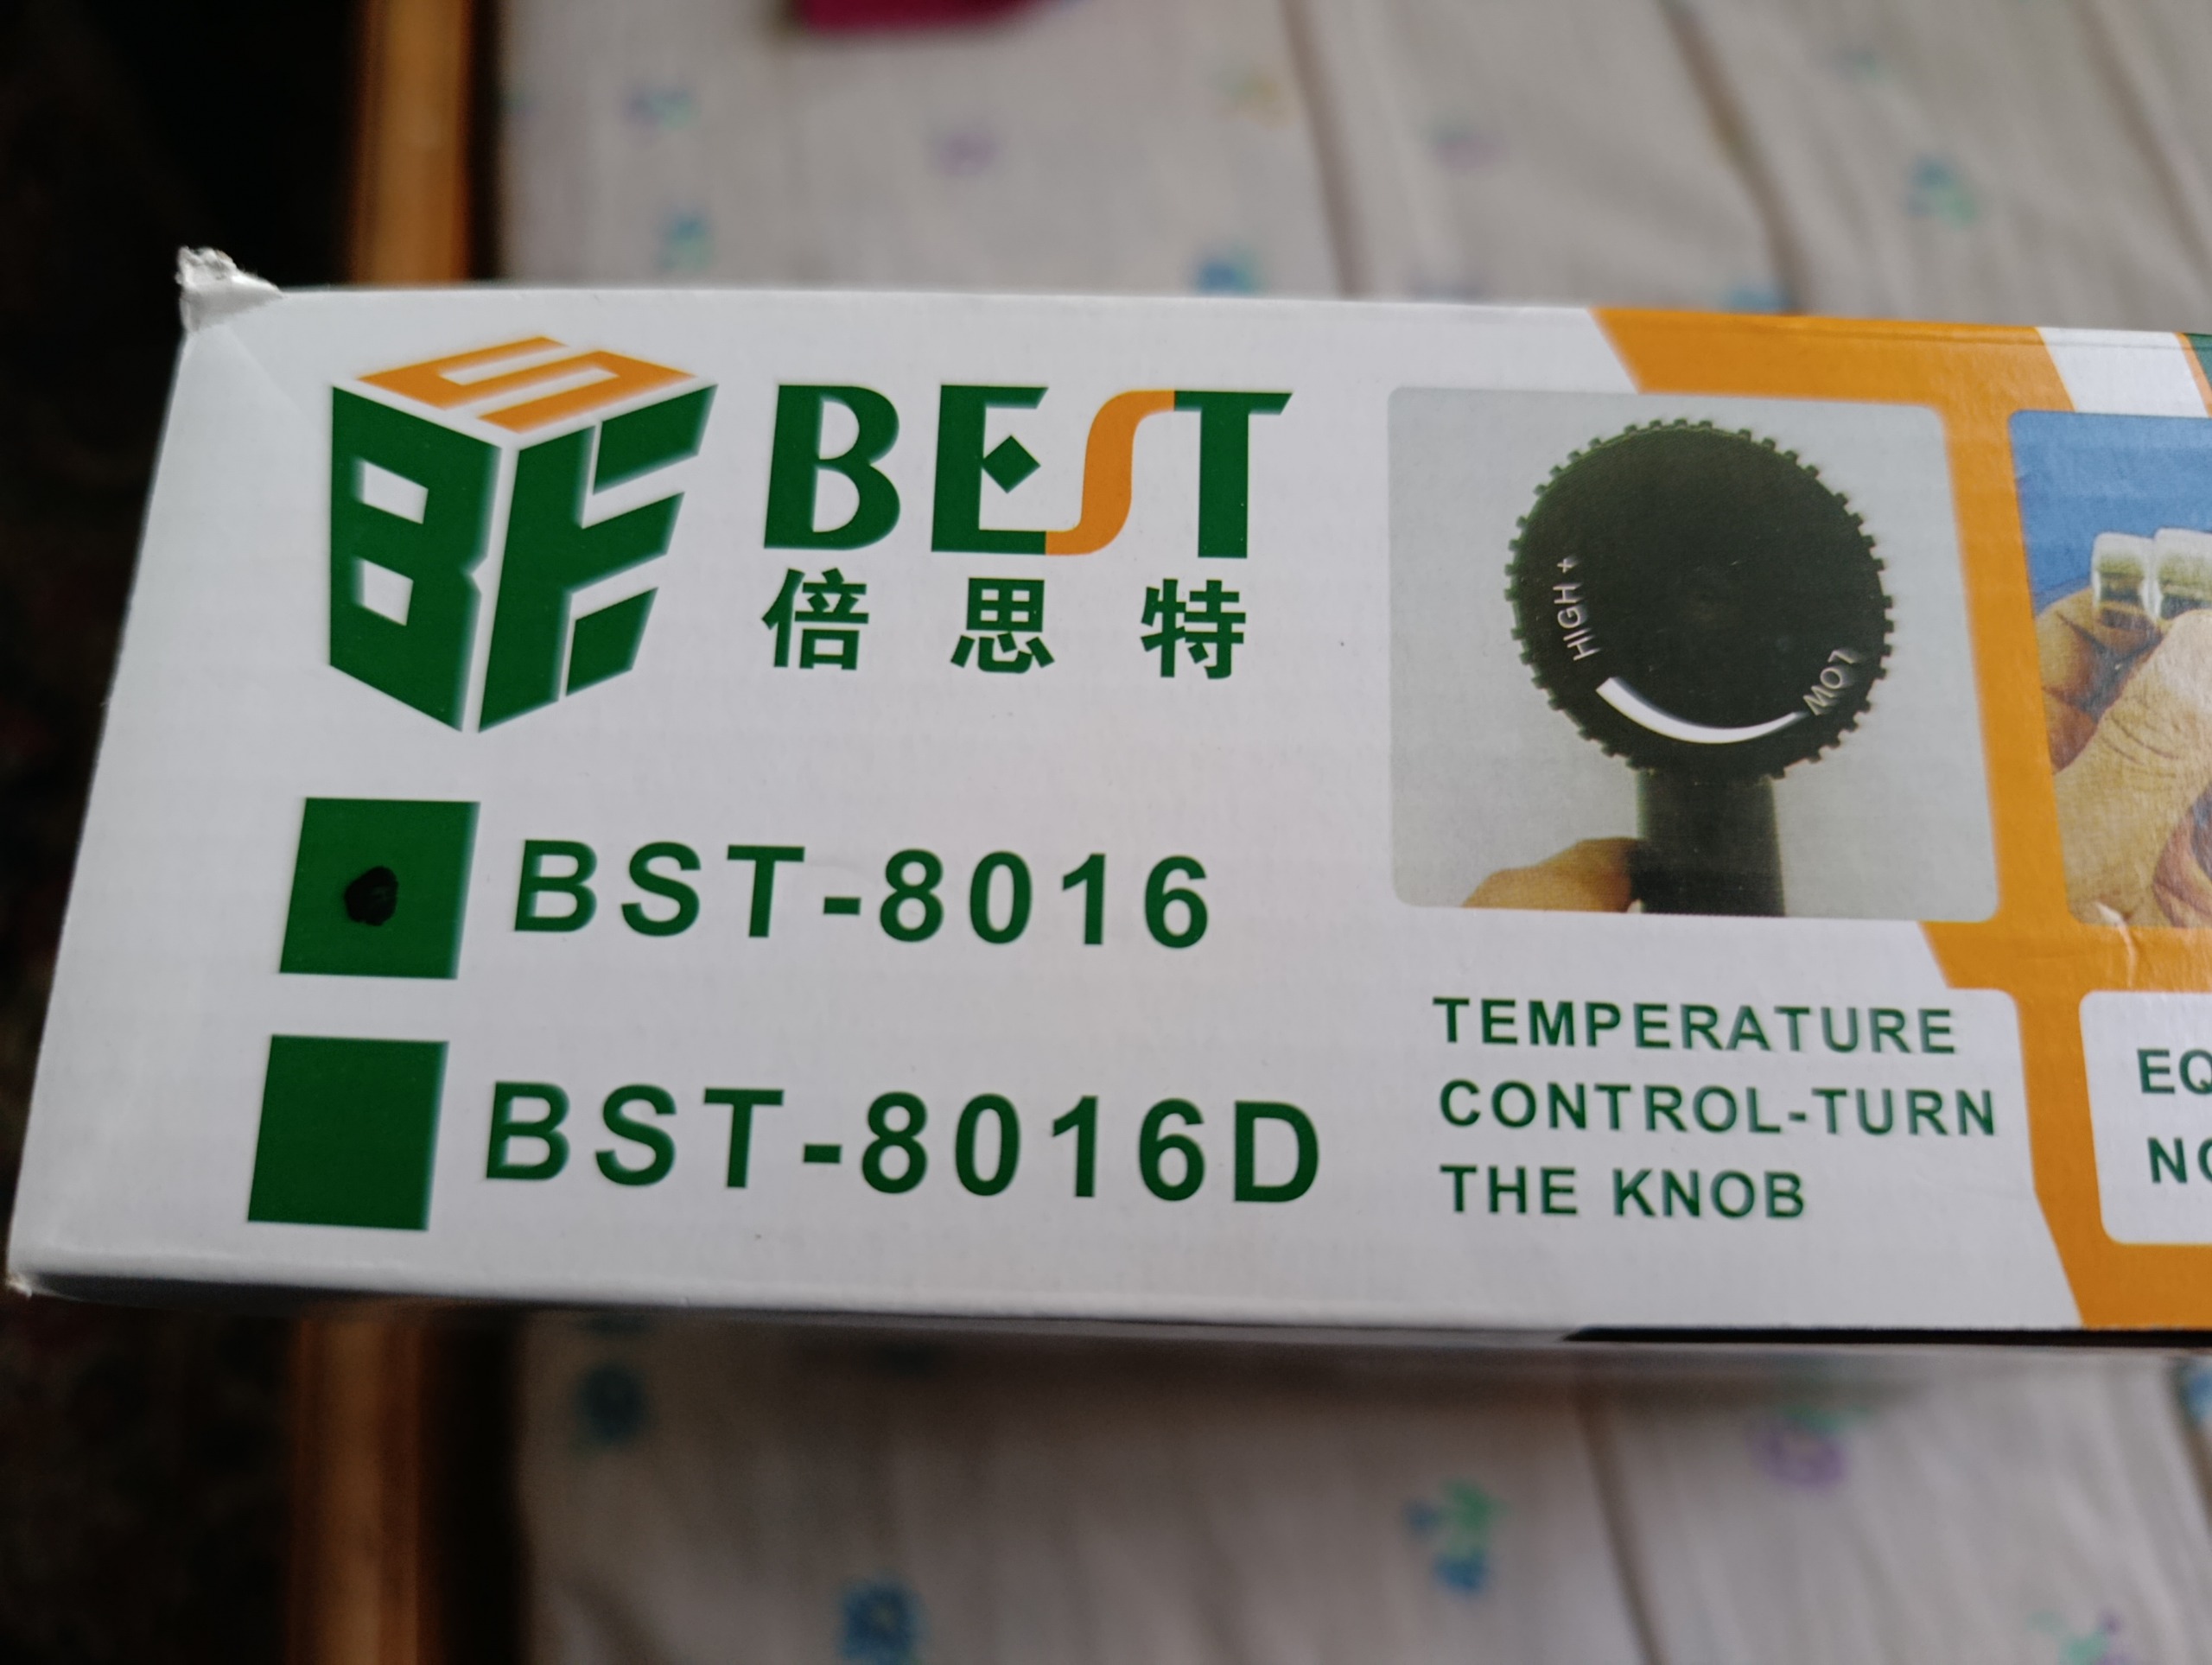 BEST
倍思特
BST-8016
BST-8016D
HIGH +
LOW
TEMPERATURE
CONTROL-TURN
THE KNOB